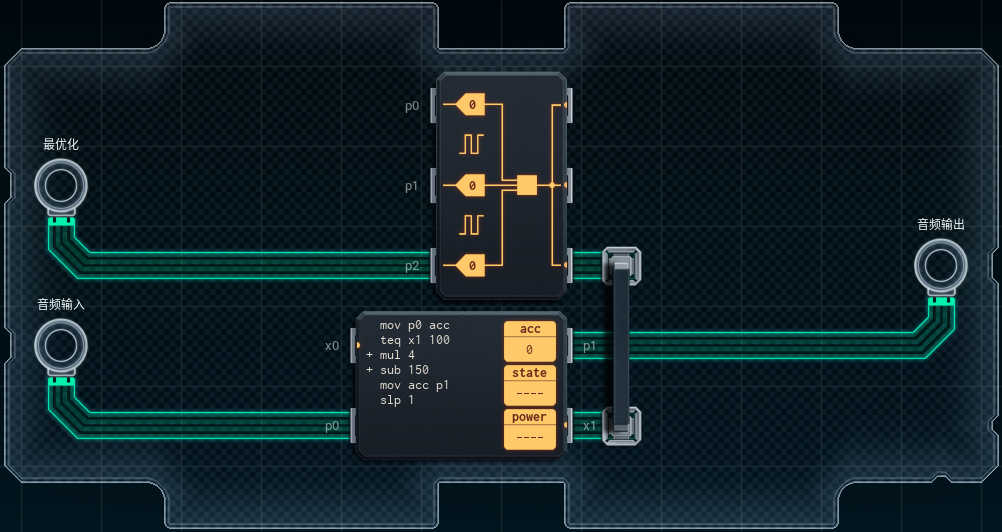 最优化
音频输入
p0
0
p1
0
p2
0
mov p0 acc
teq x1 100
+ mul 4
+ sub 150
mov acc p1
slp 1
x0
p0
acc
0
state
----
power
----
p1
x1
音频输出